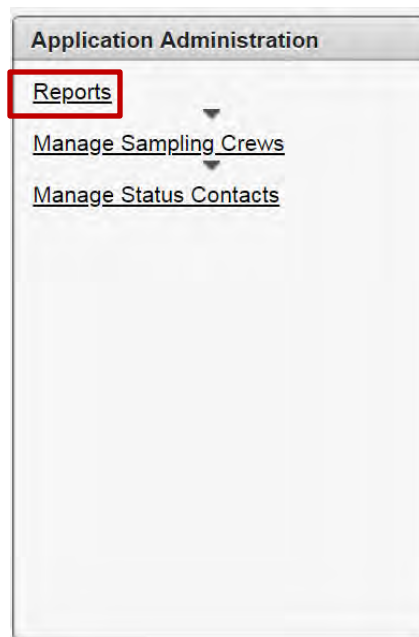 Application Administration
Reports
Manage Sampling Crews
Manage Status Contacts